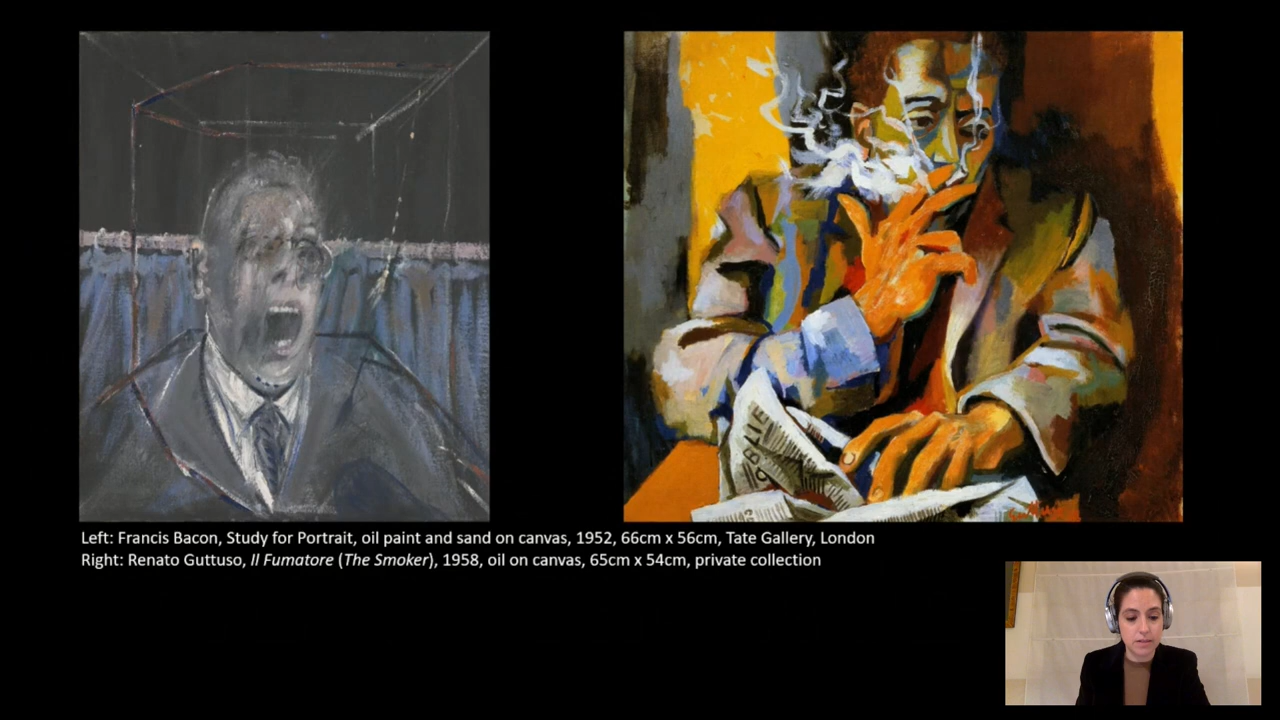 BLIE
Left: Francis Bacon, Study for Portrait, oil paint and sand on canvas, 1952, 66cm x 56cm, Tate Gallery, London
Right: Renato Guttuso, Il Fumatore (The Smoker), 1958, oil on canvas, 65cm x 54cm, private collection